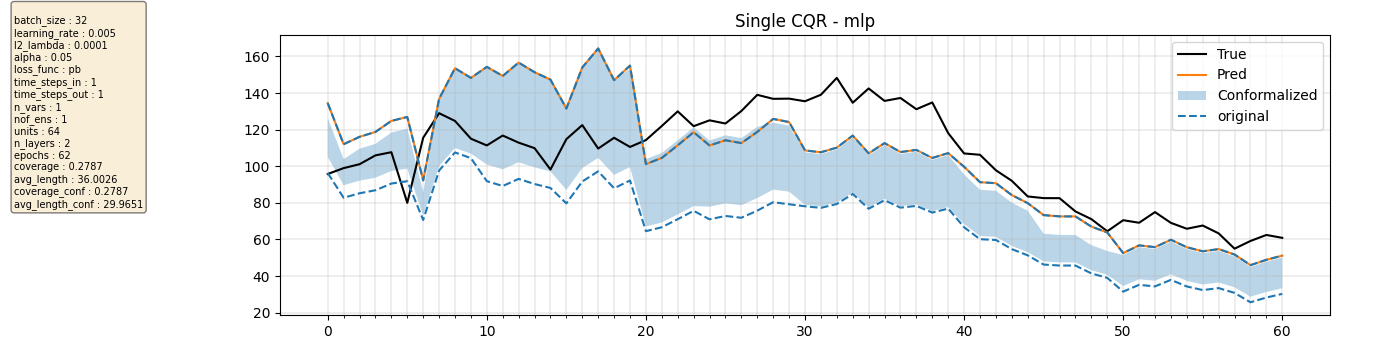 batch_size : 32
learning_rate : 0.005
l2_lambda : 0.0001
alpha : 0.05
loss_func : pb
time_steps_in : 1
time_steps_out : 1
n_vars : 1
nof_ens : 1
units : 64
n_layers : 2
epochs : 62
coverage : 0.2787
avg_length : 36.0026
coverage_conf : 0.2787
avg_length_conf : 29.9651
Single CQR - mlp
True
Pred
Conformalized
original
160
140
120
100
80
60
40
20
0 10 20 30 40 50 60